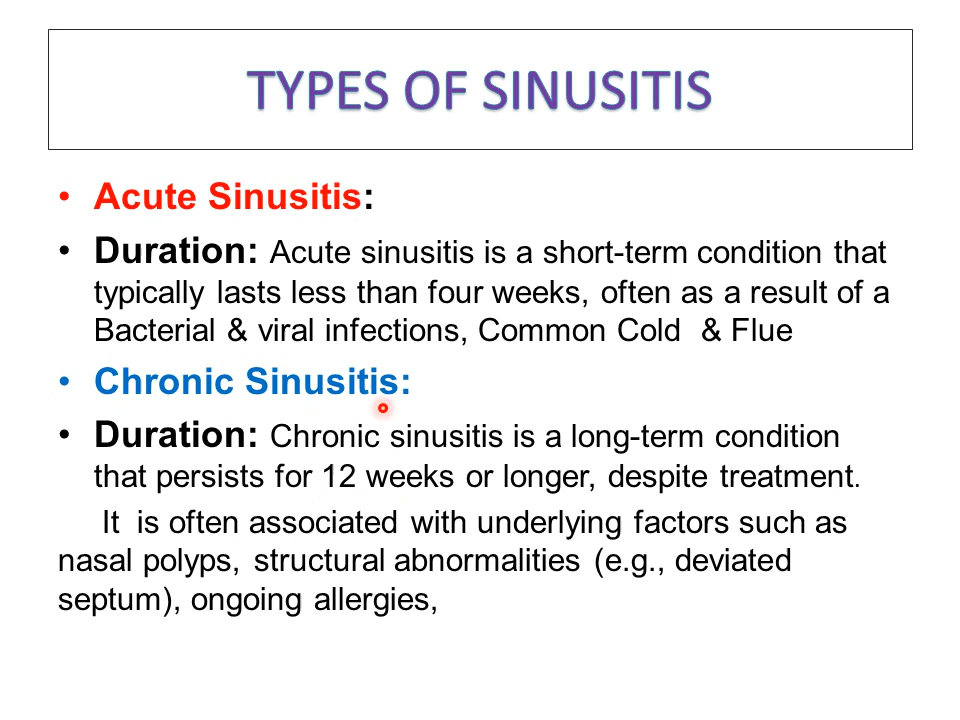 TYPES OF SINUSITIS
• Acute Sinusitis:
• Duration: Acute sinusitis is a short-term condition that
typically lasts less than four weeks, often as a result of a
Bacterial & viral infections, Common Cold  & Flue
• Chronic Sinusitis:
• Duration: Chronic sinusitis is a long-term condition
that persists for 12 weeks or longer, despite treatment.
It  is often associated with underlying factors such as
nasal polyps,  structural abnormalities (e.g., deviated
septum), ongoing allergies,